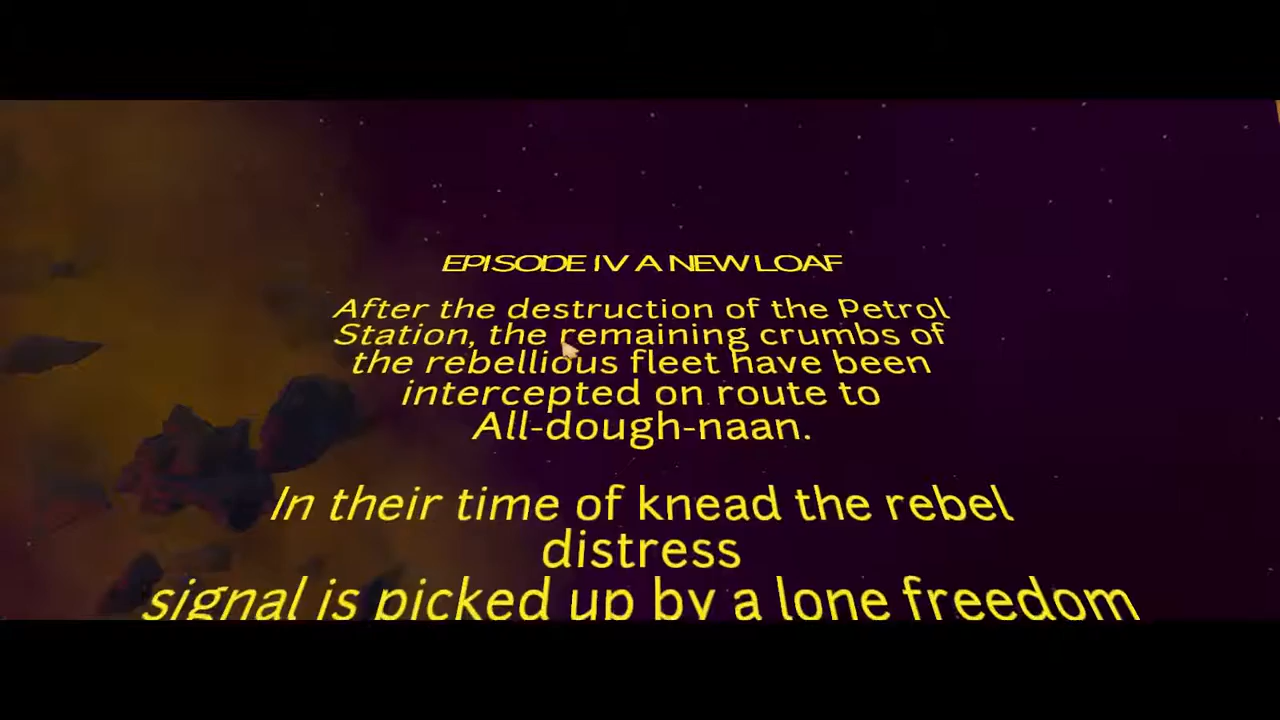 EPISODE IV A NEW LOAF
After the destruction of the Petrol
Station, the remaining crumbs of
the rebellious fleet have been
intercepted on route to
All-dough-naan.
In their time of knead the rebel
distress
signal is picked up by a lone freedom